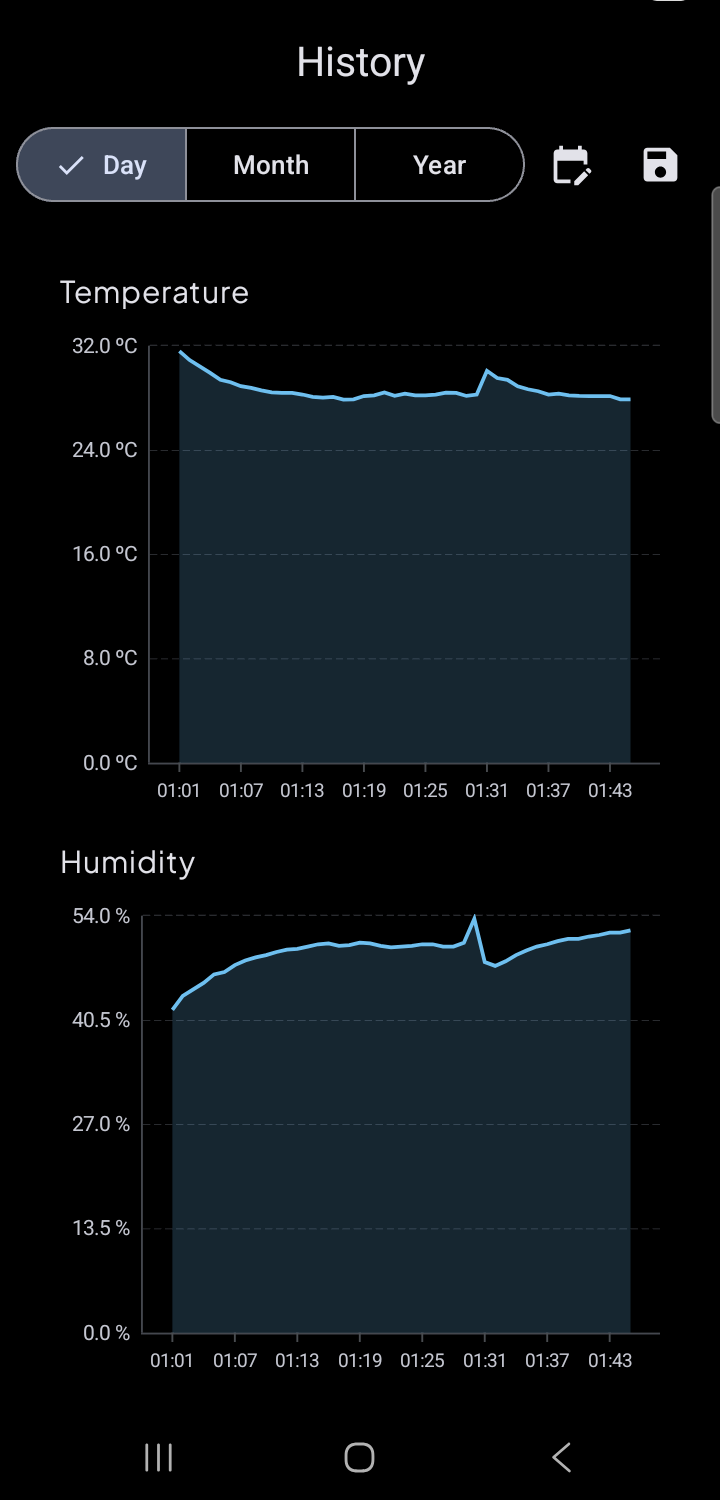 History
Day Month Year
Temperature
32.0 ºC
24.0 ºC
16.0 ºC
8.0 ºC
0.0 ºC
01:01 01:07 01:13 01:19 01:25 01:31 01:37 01:43
Humidity
54.0 %
40.5 %
27.0 %
13.5 %
0.0 %
01:01 01:07 01:13 01:19 01:25 01:31 01:37 01:43